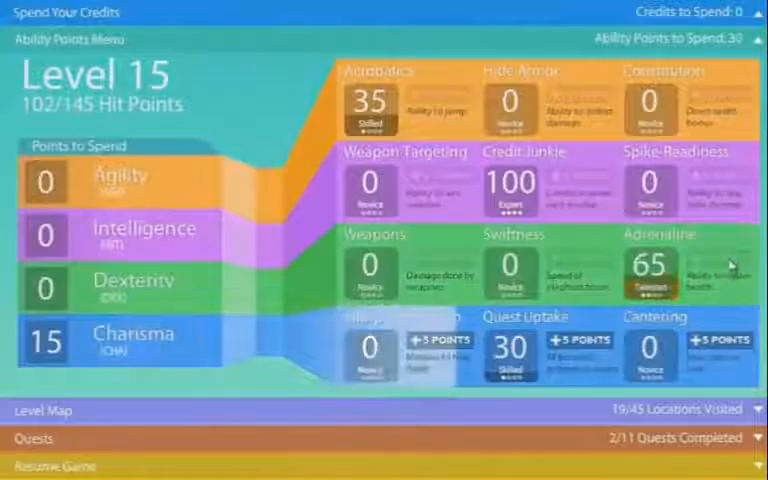 Spend Your Credits
Credits to Spend: 0
Ability Points Menu
Ability Points to Spend: 30
Level 15
102/145 Hit Points
Points to Spend
0 Agility
0 Intelligence
(INT)
0 Dexterity
(DEX)
15 Charisma
(CHA)
Acrobatics Hide Armor Constitution
35 0 0
Skilled Novice Novice
Ability to jump.
Weapon Targeting Credit Junkie Spike Readiness
0 100 0
Novice Expert Novice
Weapons Swiftness Adrenaline
0 0 65
Novice Novice Talented
Damage done by weapons.
Quest Uptake Cantering
+5 POINTS +5 POINTS +5 POINTS
0 30 0
Novice Skilled Novice
Level Map
19/45 Locations Visited
Quests
2/11 Quests Completed
Resume Game